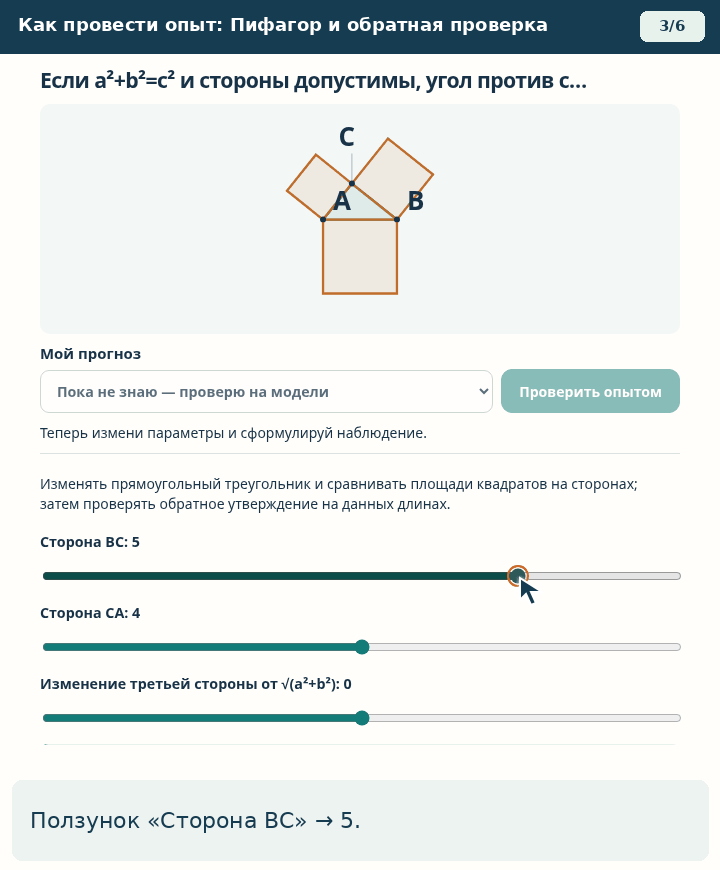 Как провести опыт: Пифагор и обратная проверка
3/6
Если a²+b²=c² и стороны допустимы, угол против c…
C
A
B
Мой прогноз
Пока не знаю — проверю на модели
Проверить опытом
Теперь измени параметры и сформулируй наблюдение.
Изменять прямоугольный треугольник и сравнивать площади квадратов на сторонах;
затем проверять обратное утверждение на данных длинах.
Сторона BC: 5
Сторона CA: 4
Изменение третьей стороны от √(a²+b²): 0
Ползунок «Сторона BC» → 5.